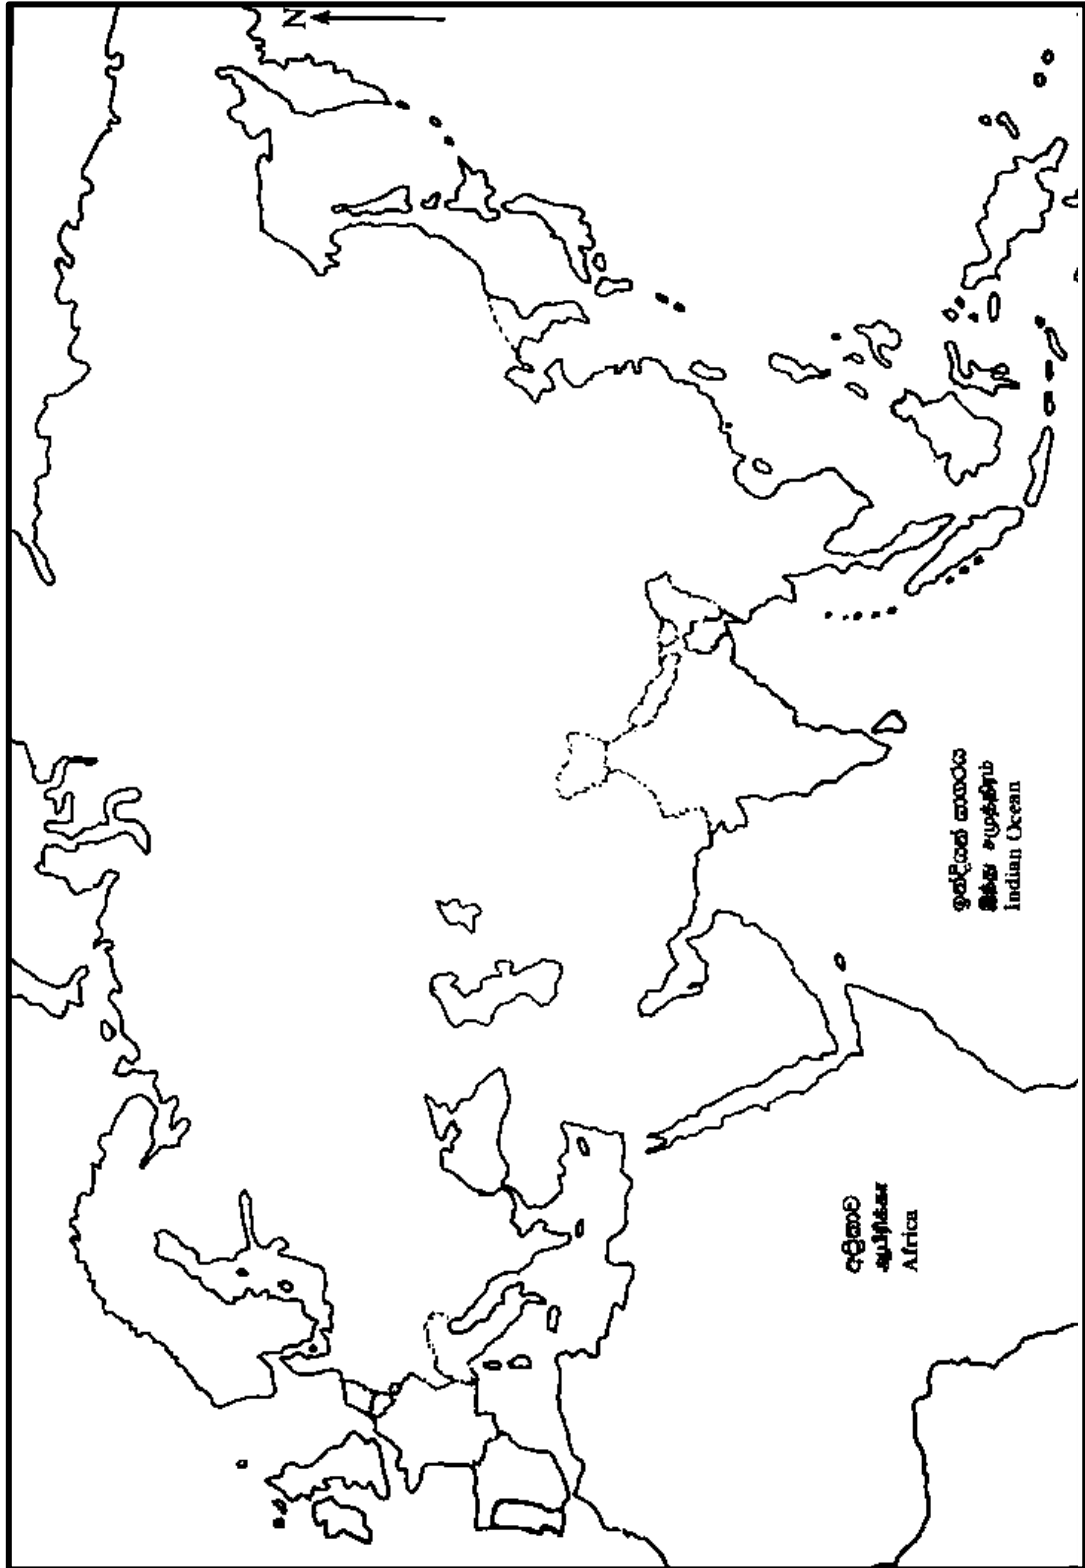 N
ඉන්දියන් සාගරය
இந்து சமுத்திரம்
Indian Ocean
අප්‍රිකාව
ஆபிரிக்கா
Africa